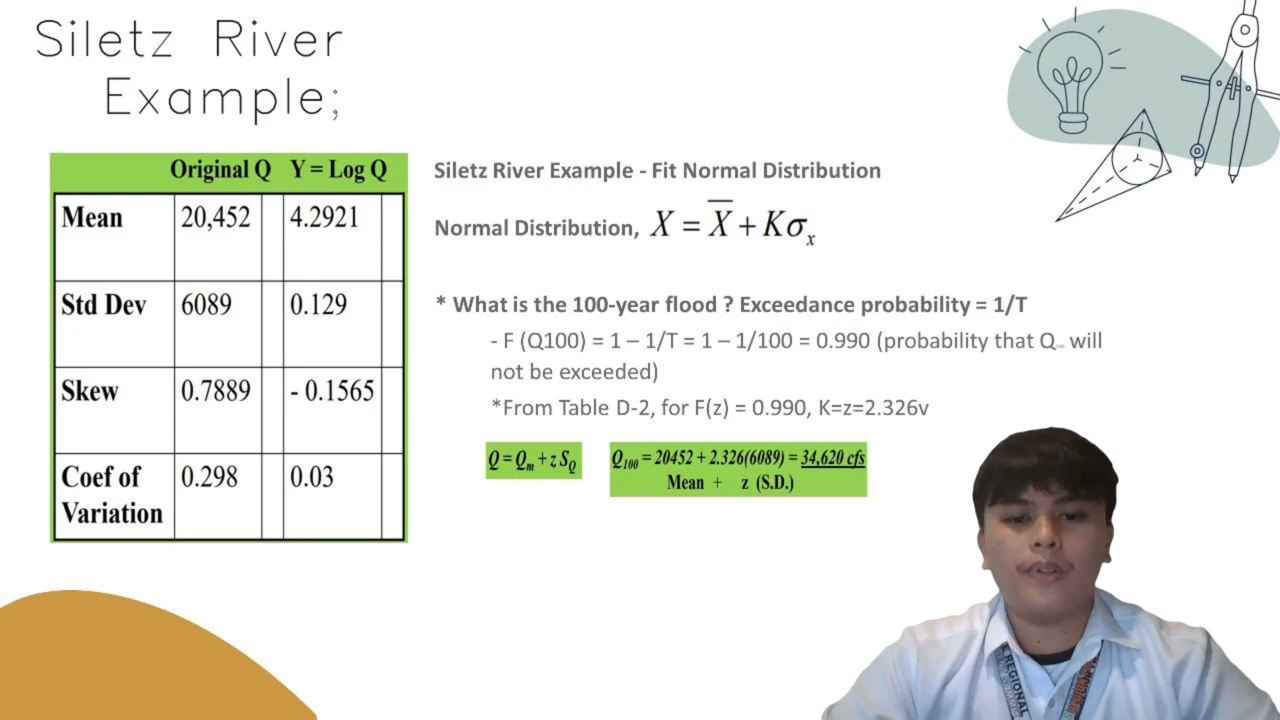 Siletz River
Example;
Original Q Y = Log Q
Mean 20,452 4.2921
Std Dev 6089 0.129
Skew 0.7889 - 0.1565
Coef of 0.298 0.03
Variation
Siletz River Example - Fit Normal Distribution
Normal Distribution, X = X̅ + Kσₓ
* What is the 100-year flood ? Exceedance probability = 1/T
- F (Q100) = 1 – 1/T = 1 – 1/100 = 0.990 (probability that Q will
not be exceeded)
*From Table D-2, for F(z) = 0.990, K=z=2.326v
Q = Qm + z SQ
Q100 = 20452 + 2.326(6089) = 34,620 cfs
Mean + z (S.D.)
REGIONAL